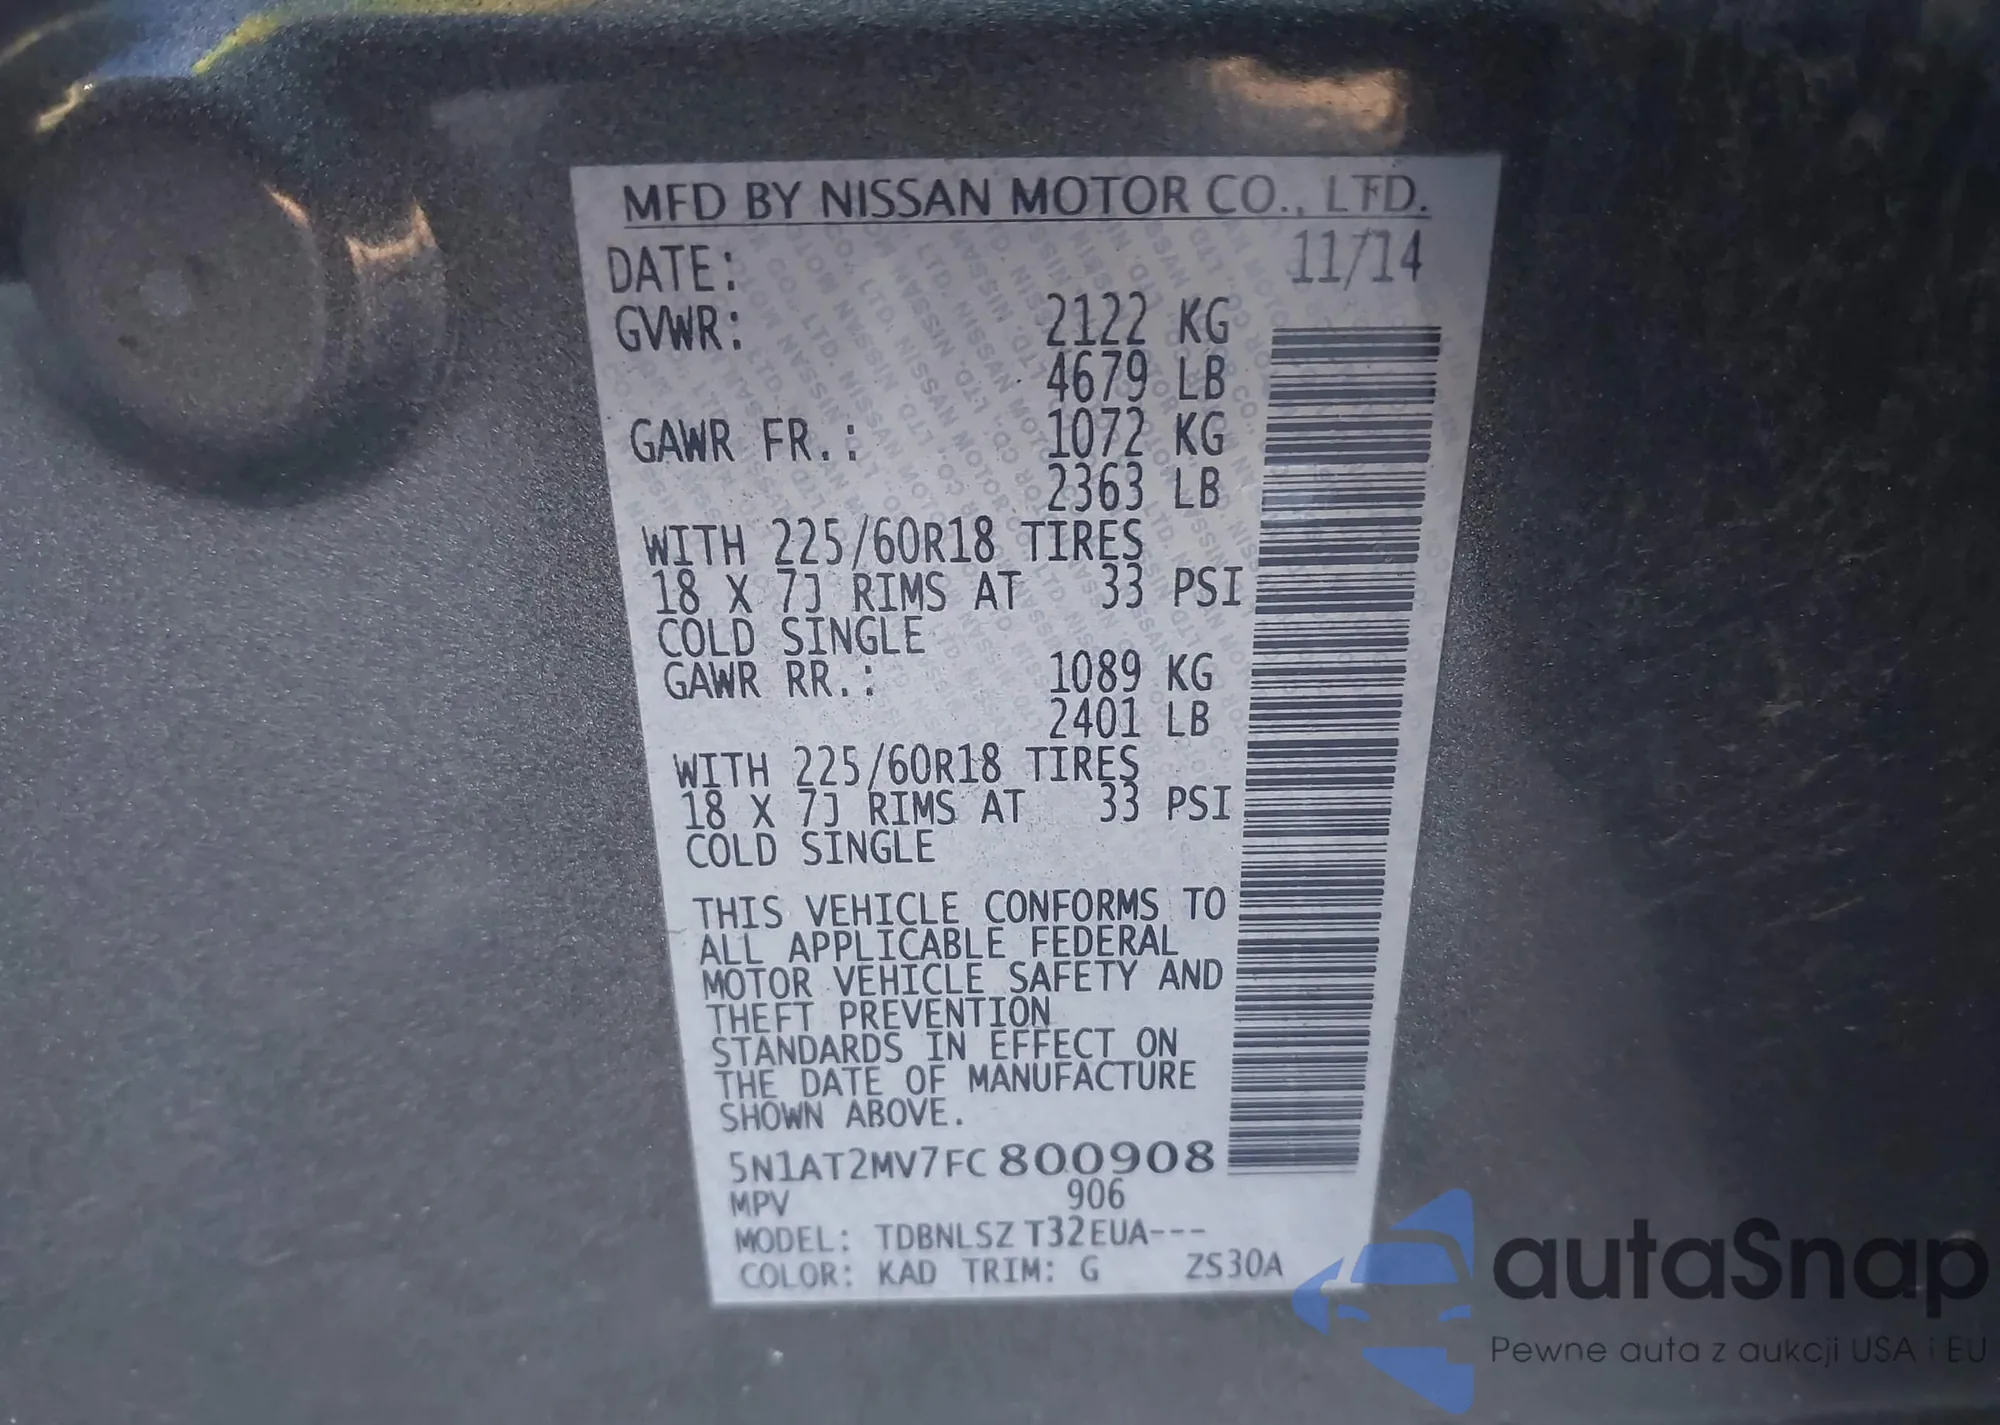 MFD BY NISSAN MOTOR CO., LTD.
DATE: 11/14
GVWR: 2122 KG
4679 LB
GAWR FR.: 1072 KG
2363 LB
WITH 225/60R18 TIRES
18 X 7J RIMS AT 33 PSI
COLD SINGLE
GAWR RR.: 1089 KG
2401 LB
WITH 225/60R18 TIRES
18 X 7J RIMS AT 33 PSI
COLD SINGLE
THIS VEHICLE CONFORMS TO
ALL APPLICABLE FEDERAL
MOTOR VEHICLE SAFETY AND
THEFT PREVENTION
STANDARDS IN EFFECT ON
THE DATE OF MANUFACTURE
SHOWN ABOVE.
5N1AT2MV7FC800908
MPV 906
MODEL: TDBNLSZ T32EUA---
COLOR: KAD TRIM: G ZS30A
autaSnap
Pewne auta z aukcji USA i EU